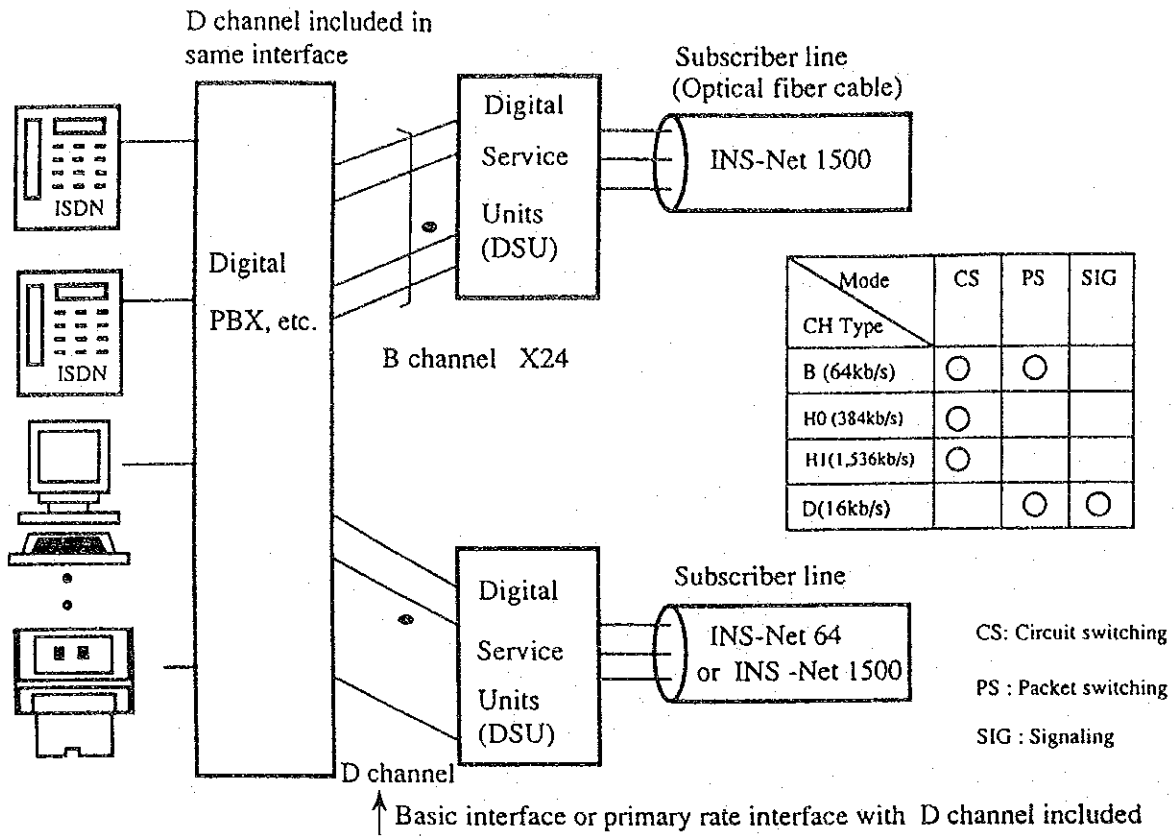 D channel included in
same interface
Subscriber line
(Optical fiber cable)
Digital
Service
Units
(DSU)
INS-Net 1500
ISDN
ISDN
Digital
PBX, etc.
B channel X24
Mode CS PS SIG
CH Type
B (64kb/s) ○ ○
H0 (384kb/s) ○
H1(1,536kb/s) ○
D(16kb/s) ○ ○
Subscriber line
Digital
Service
Units
(DSU)
INS-Net 64
or INS -Net 1500
CS: Circuit switching
PS : Packet switching
SIG : Signaling
D channel
Basic interface or primary rate interface with D channel included